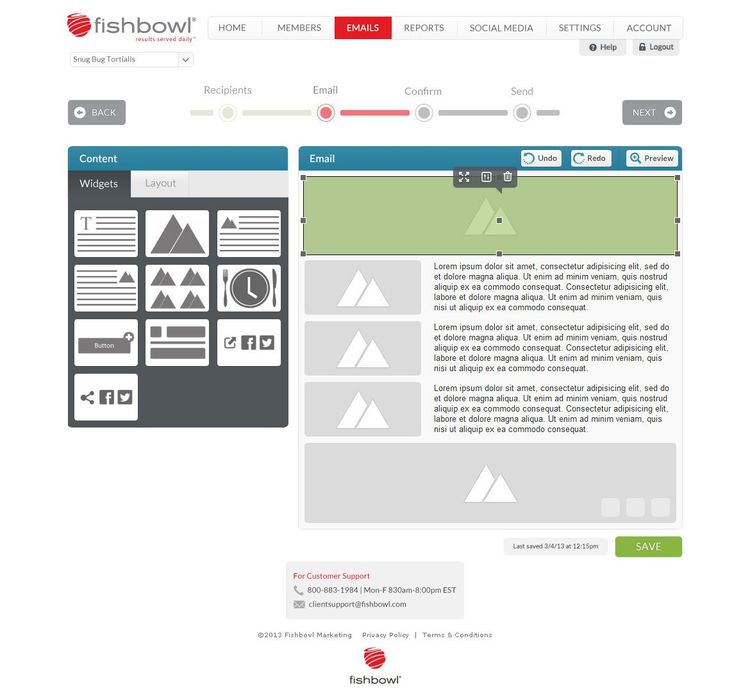 fishbowl
results served daily™
HOME
MEMBERS
EMAILS
REPORTS
SOCIAL MEDIA
SETTINGS
ACCOUNT
Help
Logout
Snug Bug Tortialls
Recipients
Email
Confirm
Send
BACK
NEXT
Content
Widgets
Layout
T
Button
Email
Undo
Redo
Preview
Lorem ipsum dolor sit amet, consectetur adipisicing elit, sed do
et dolore magna aliqua. Ut enim ad minim veniam, quis nostrud
aliquip ex ea commodo consequat. Consectetur adipisicing elit,
labore et dolore magna aliqua. Ut enim ad minim veniam, quis
nostrud aliquip ex ea commodo consequat.
Lorem ipsum dolor sit amet, consectetur adipisicing elit, sed do
et dolore magna aliqua. Ut enim ad minim veniam, quis nostrud
aliquip ex ea commodo consequat. Consectetur adipisicing elit,
labore et dolore magna aliqua. Ut enim ad minim veniam, quis
nostrud aliquip ex ea commodo consequat.
Lorem ipsum dolor sit amet, consectetur adipisicing elit, sed do
et dolore magna aliqua. Ut enim ad minim veniam, quis nostrud
aliquip ex ea commodo consequat. Consectetur adipisicing elit,
labore et dolore magna aliqua. Ut enim ad minim veniam, quis
nostrud aliquip ex ea commodo consequat.
Last saved 3/4/13 at 12:15pm
SAVE
For Customer Support
800-883-1984 | Mon-F 830am-8:00pm EST
clientsupport@fishbowl.com
©2013 Fishbowl Marketing Privacy Policy | Terms & Conditions
fishbowl